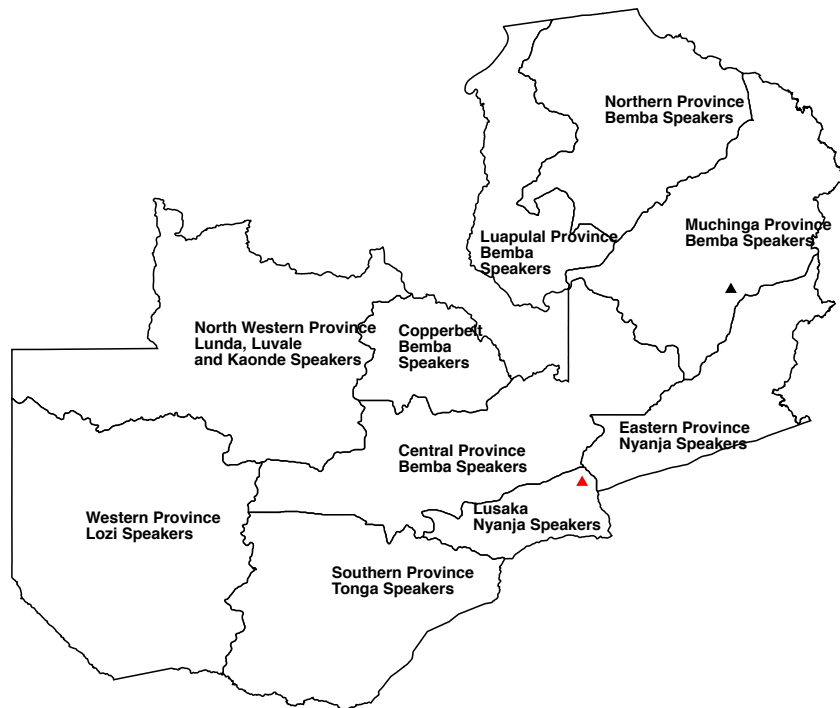 Northern Province
Bemba Speakers
Muchinga Province
Bemba Speakers
Luapulal Province
Bemba
Speakers
North Western Province
Lunda, Luvale
and Kaonde Speakers
Copperbelt
Bemba
Speakers
Eastern Province
Nyanja Speakers
Central Province
Bemba Speakers
Lusaka
Nyanja Speakers
Western Province
Lozi Speakers
Southern Province
Tonga Speakers